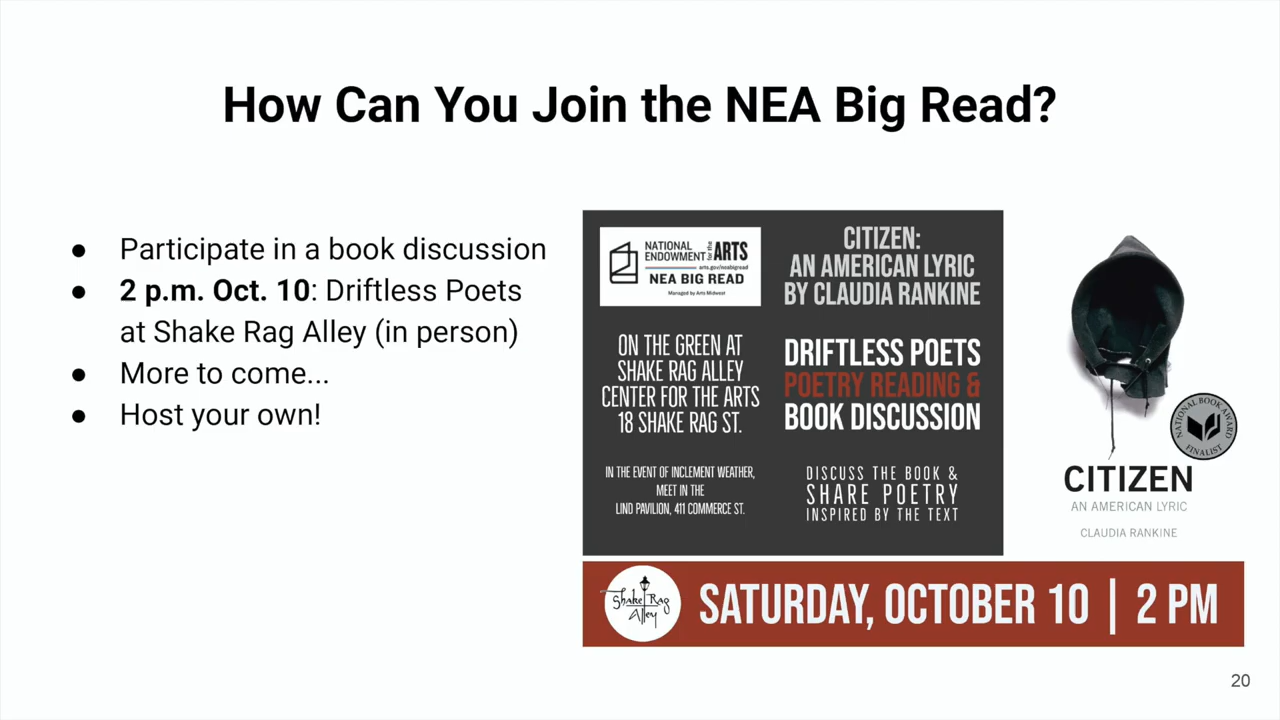 How Can You Join the NEA Big Read?
● Participate in a book discussion
● 2 p.m. Oct. 10: Driftless Poets
at Shake Rag Alley (in person)
● More to come...
● Host your own!
NATIONAL
ENDOWMENT for the ARTS
arts.gov/neabigread
NEA BIG READ
Managed by Arts Midwest
ON THE GREEN AT
SHAKE RAG ALLEY
CENTER FOR THE ARTS
18 SHAKE RAG ST.
IN THE EVENT OF INCLEMENT WEATHER,
MEET IN THE
LIND PAVILION, 411 COMMERCE ST.
CITIZEN:
AN AMERICAN LYRIC
BY CLAUDIA RANKINE
DRIFTLESS POETS
POETRY READING &
BOOK DISCUSSION
DISCUSS THE BOOK &
SHARE POETRY
INSPIRED BY THE TEXT
NATIONAL BOOK AWARD
FINALIST
CITIZEN
AN AMERICAN LYRIC
CLAUDIA RANKINE
Shake Rag
Alley
SATURDAY, OCTOBER 10 | 2 PM
20